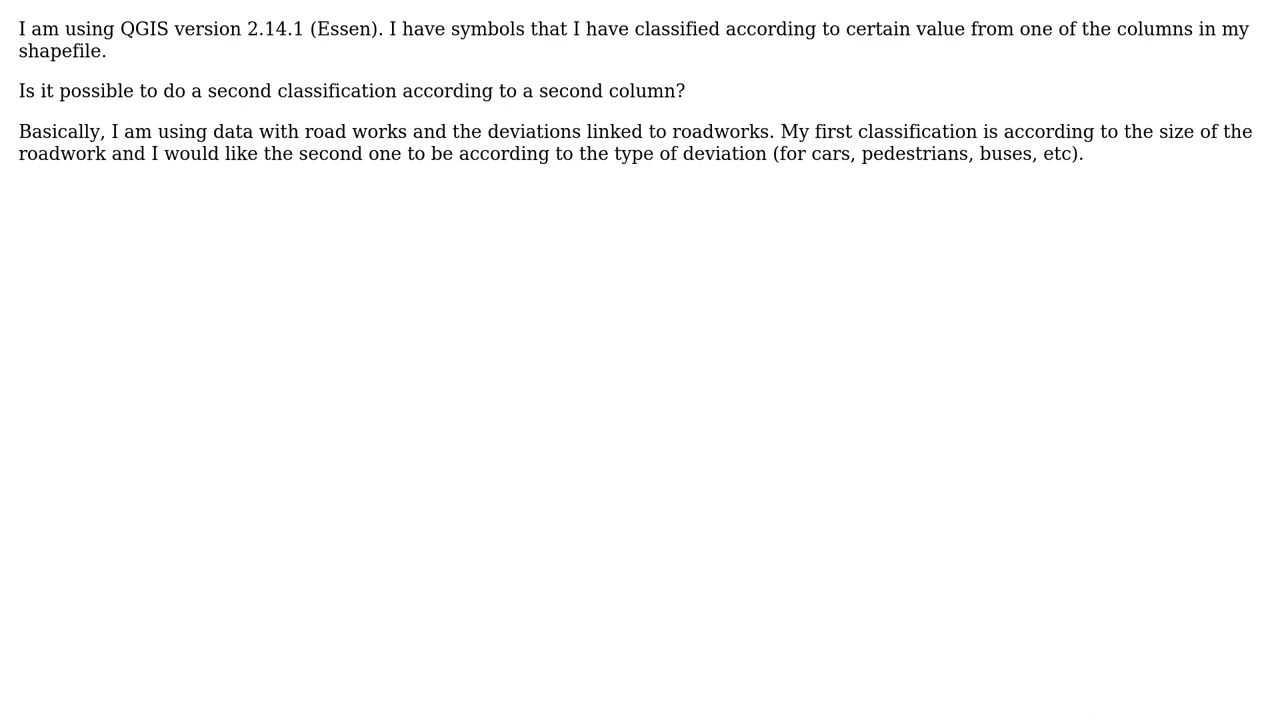 I am using QGIS version 2.14.1 (Essen). I have symbols that I have classified according to certain value from one of the columns in my
shapefile.
Is it possible to do a second classification according to a second column?
Basically, I am using data with road works and the deviations linked to roadworks. My first classification is according to the size of the
roadwork and I would like the second one to be according to the type of deviation (for cars, pedestrians, buses, etc).